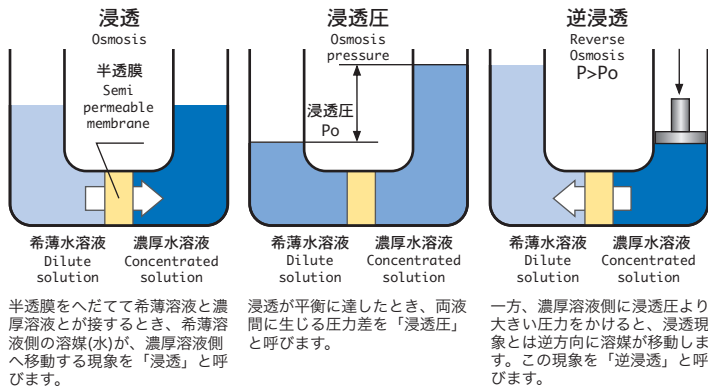 浸透
Osmosis
半透膜
Semi
permeable
membrane
希薄水溶液
Dilute
solution
濃厚水溶液
Concentrated
solution
半透膜をへだてて希薄溶液と濃
厚溶液とが接するとき、希薄溶
液側の溶媒(水)が、濃厚溶液側
へ移動する現象を「浸透」と呼
びます。
浸透圧
Osmosis
pressure
浸透圧
Po
希薄水溶液
Dilute
solution
濃厚水溶液
Concentrated
solution
浸透が平衡に達したとき、両液
間に生じる圧力差を「浸透圧」
と呼びます。
逆浸透
Reverse
Osmosis
P>Po
希薄水溶液
Dilute
solution
濃厚水溶液
Concentrated
solution
一方、濃厚溶液側に浸透圧より
大きい圧力をかけると、浸透現
象とは逆方向に溶媒が移動しま
す。この現象を「逆浸透」と呼
びます。